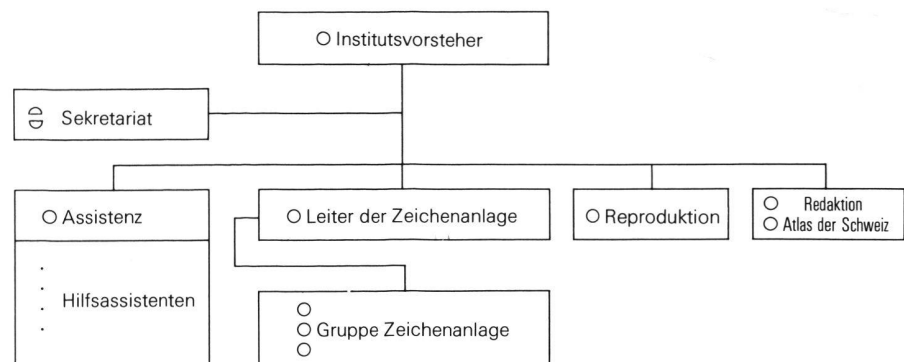 Institutsvorsteher
Sekretariat
Assistenz
Leiter der Zeichenanlage
Reproduktion
Redaktion
Atlas der Schweiz
Hilfsassistenten
Gruppe Zeichenanlage